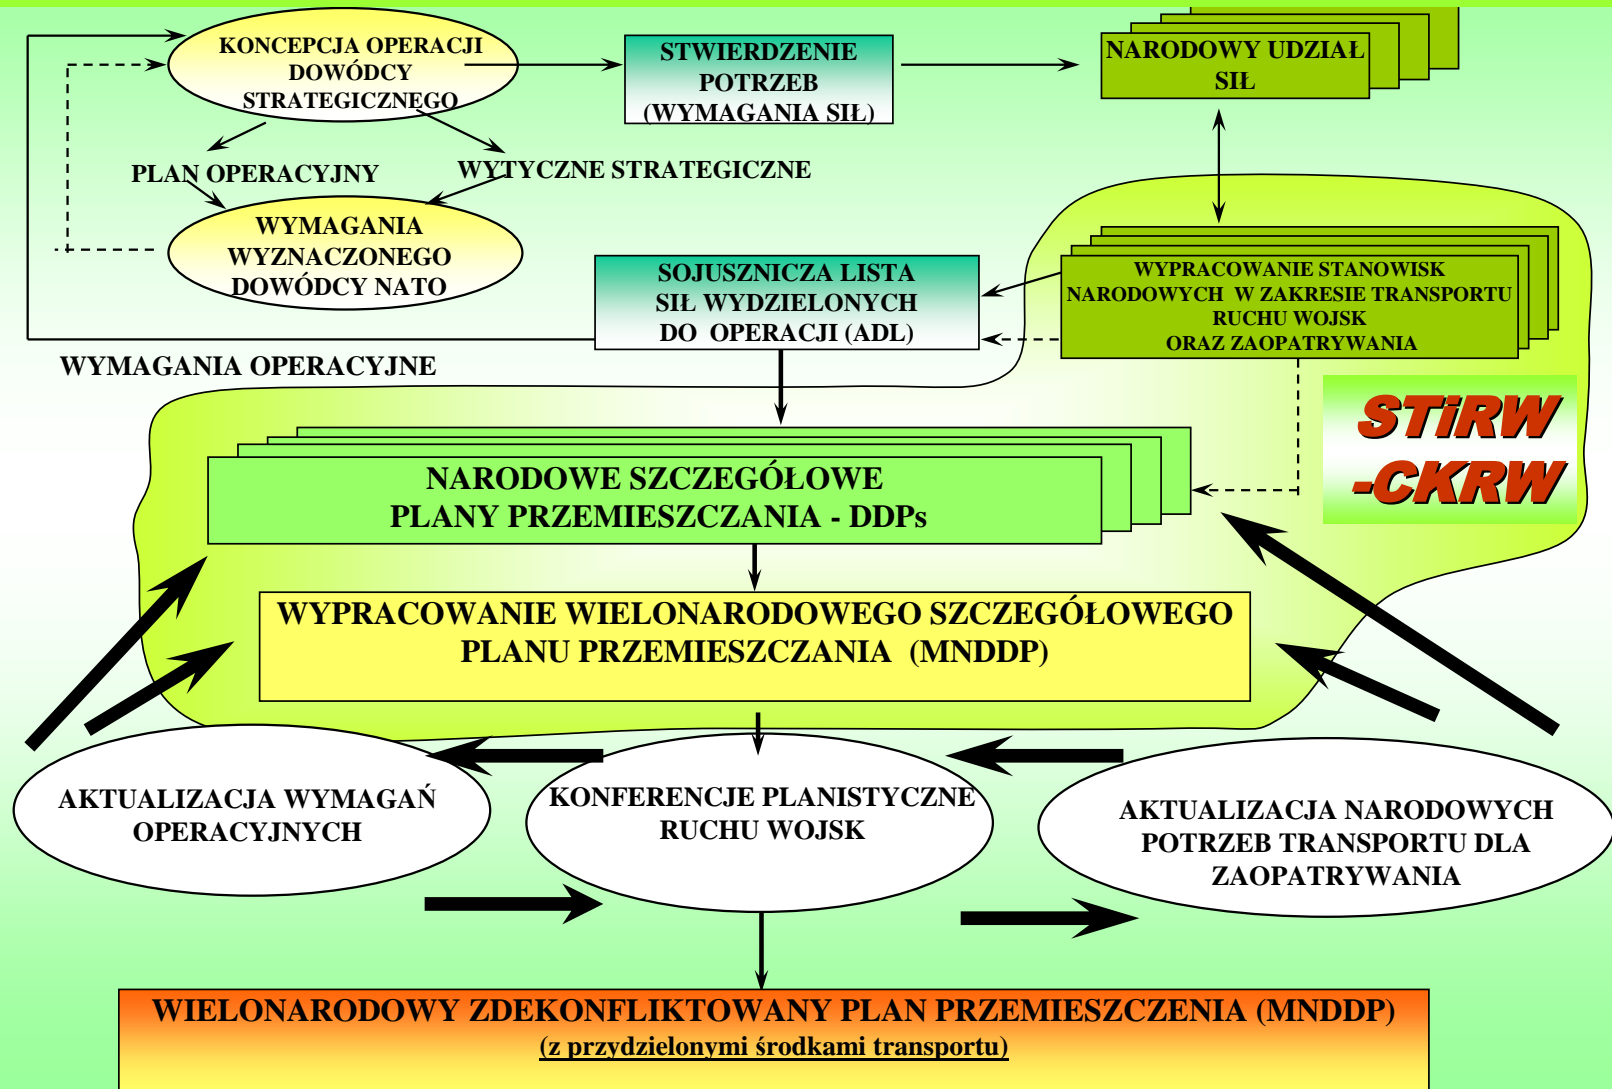 KONCEPCJA OPERACJI
DOWÓDCY
STRATEGICZNEGO
STWIERDZENIE
POTRZEB
(WYMAGANIA SIŁ)
NARODOWY UDZIAŁ
SIŁ
PLAN OPERACYJNY
WYTYCZNE STRATEGICZNE
WYMAGANIA
WYZNACZONEGO
DOWÓDCY NATO
SOJUSZNICZA LISTA
SIŁ WYDZIELONYCH
DO OPERACJI (ADL)
WYPRACOWANIE STANOWISK
NARODOWYCH W ZAKRESIE TRANSPORTU
RUCHU WOJSK
ORAZ ZAOPATRYWANIA
WYMAGANIA OPERACYJNE
STiRW
-CKRW
NARODOWE SZCZEGÓŁOWE
PLANY PRZEMIESZCZANIA - DDPs
WYPRACOWANIE WIELONARODOWEGO SZCZEGÓŁOWEGO
PLANU PRZEMIESZCZANIA (MNDDP)
AKTUALIZACJA WYMAGAŃ
OPERACYJNYCH
KONFERENCJE PLANISTYCZNE
RUCHU WOJSK
AKTUALIZACJA NARODOWYCH
POTRZEB TRANSPORTU DLA
ZAOPATRYWANIA
WIELONARODOWY ZDEKONFLIKTOWANY PLAN PRZEMIESZCZENIA (MNDDP)
(z przydzielonymi środkami transportu)